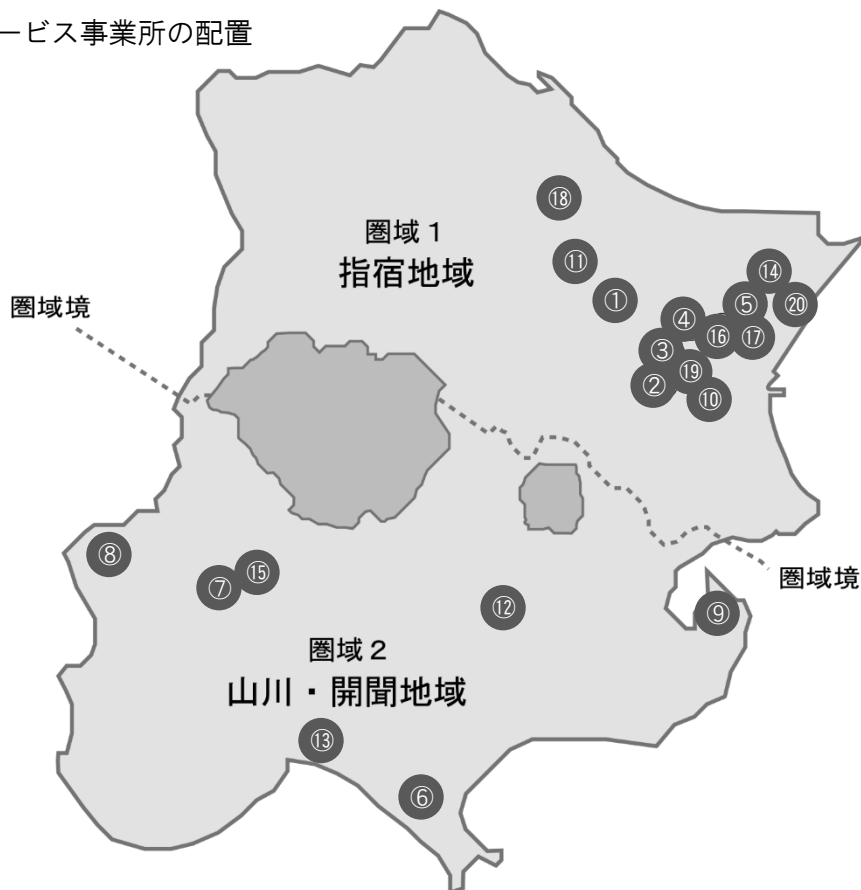 ービス事業所の配置
⑱
圏域１
指宿地域
⑪
⑭
①
⑤
⑳
圏域境
④
⑯
⑰
③
⑲
②
⑩
⑧
⑮
⑦
圏域境
⑫
⑨
圏域２
山川・開聞地域
⑬
⑥